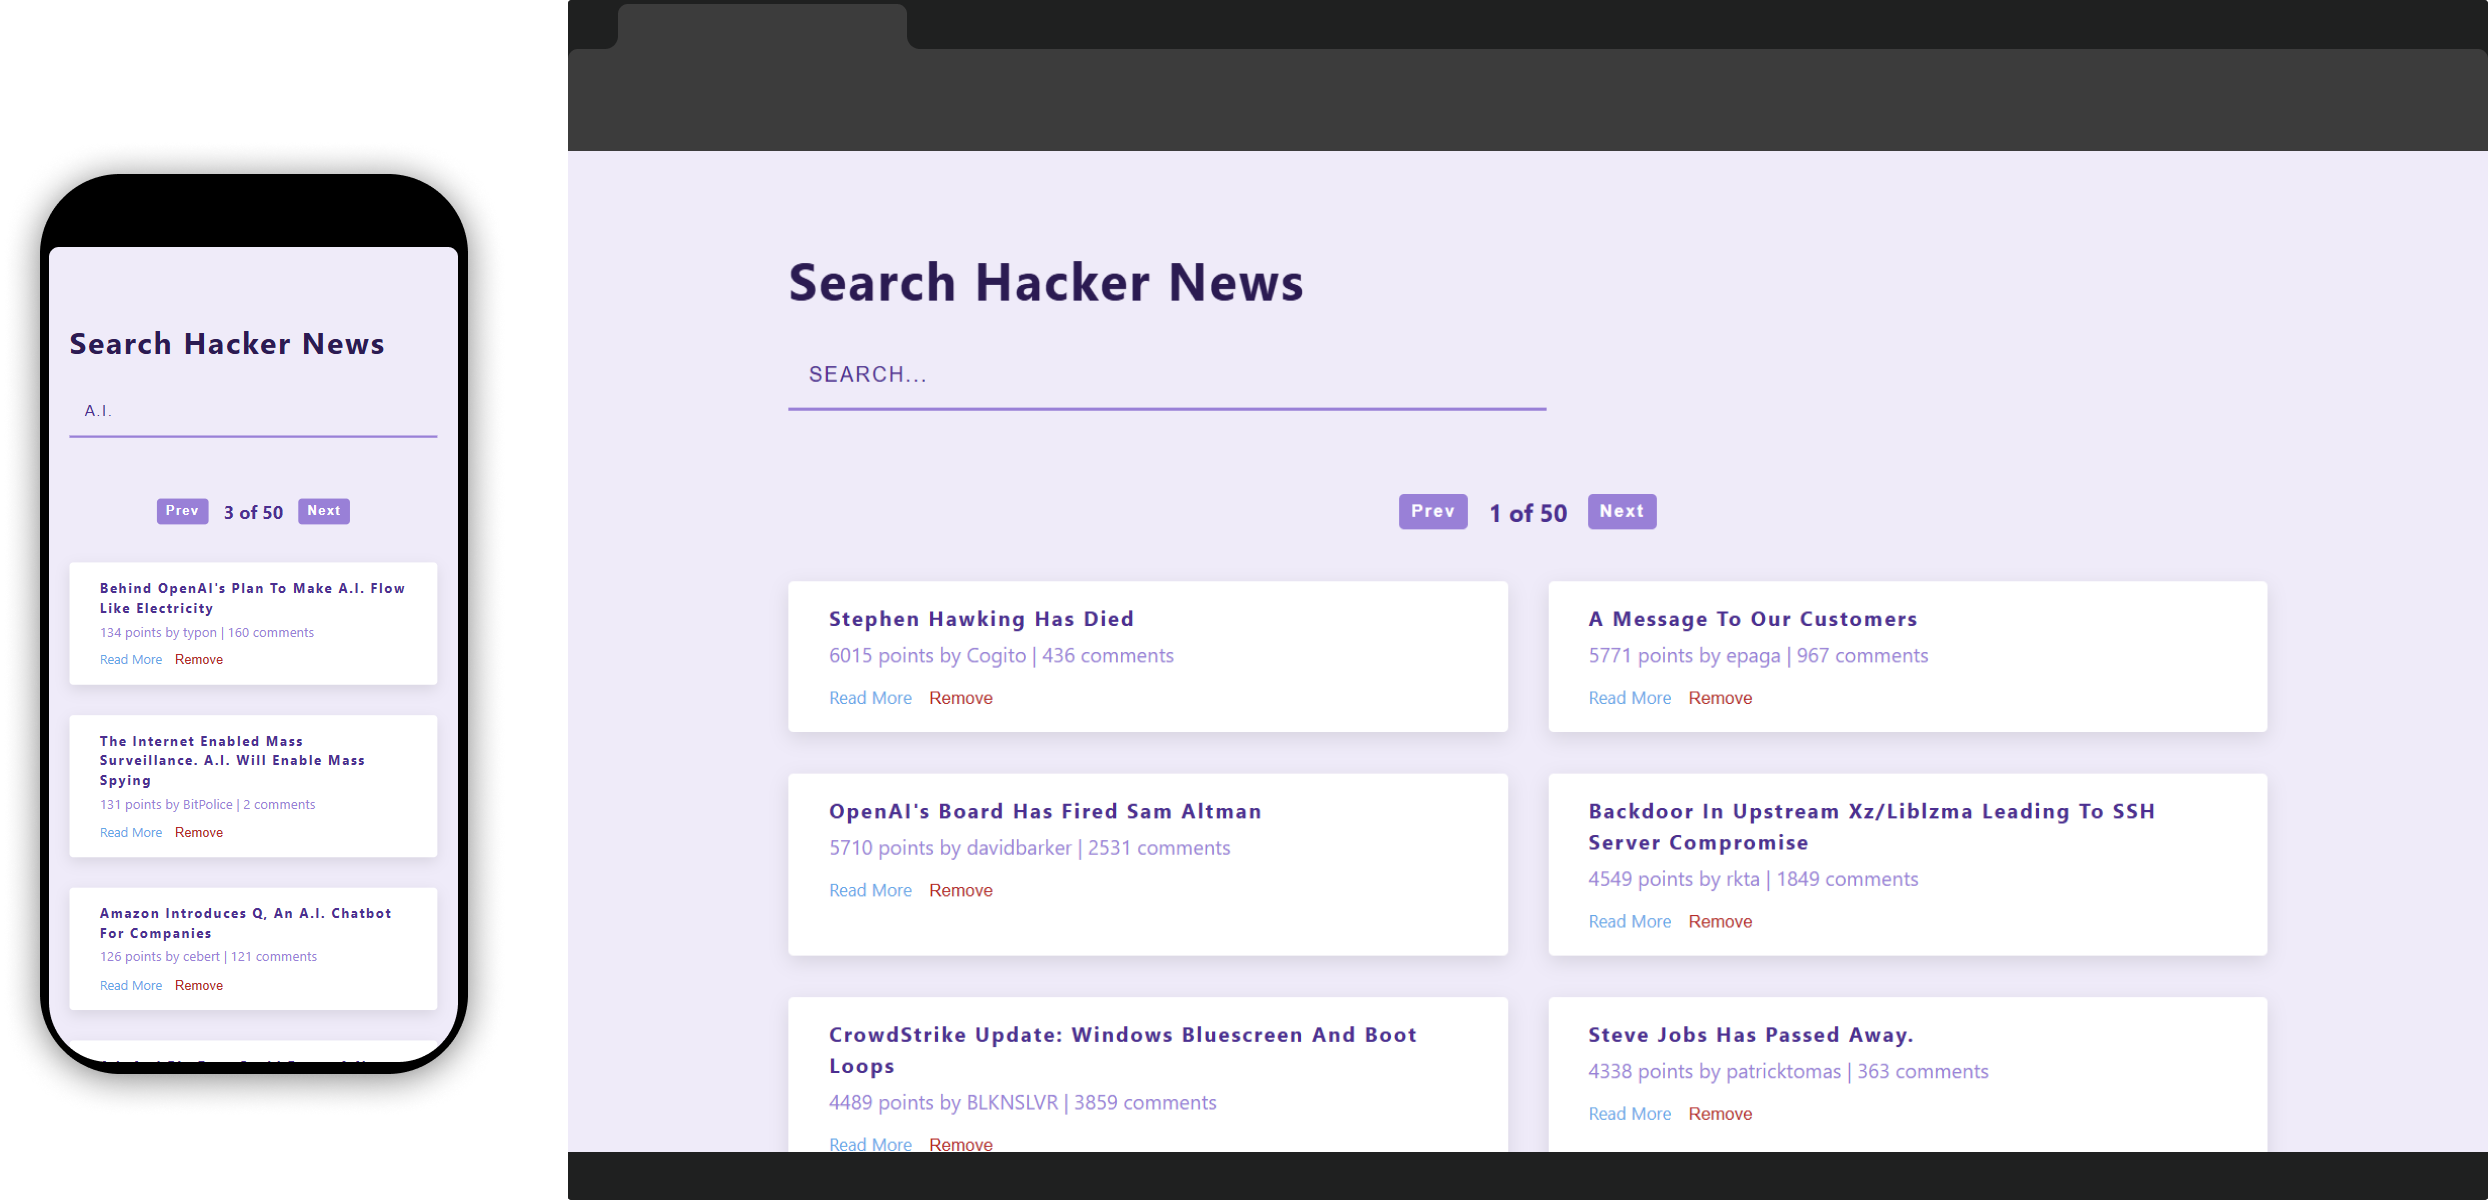 Search Hacker News
A.I.
Prev 3 of 50 Next
Behind OpenAI's Plan To Make A.I. Flow
Like Electricity
134 points by typon | 160 comments
Read More Remove
The Internet Enabled Mass
Surveillance. A.I. Will Enable Mass
Spying
131 points by BitPolice | 2 comments
Read More Remove
Amazon Introduces Q, An A.I. Chatbot
For Companies
126 points by cebert | 121 comments
Read More Remove
Search Hacker News
SEARCH...
Prev 1 of 50 Next
Stephen Hawking Has Died
6015 points by Cogito | 436 comments
Read More Remove
A Message To Our Customers
5771 points by epaga | 967 comments
Read More Remove
OpenAI's Board Has Fired Sam Altman
5710 points by davidbarker | 2531 comments
Read More Remove
Backdoor In Upstream Xz/Liblzma Leading To SSH
Server Compromise
4549 points by rkta | 1849 comments
Read More Remove
CrowdStrike Update: Windows Bluescreen And Boot
Loops
4489 points by BLKNSLVR | 3859 comments
Read More Remove
Steve Jobs Has Passed Away.
4338 points by patricktomas | 363 comments
Read More Remove